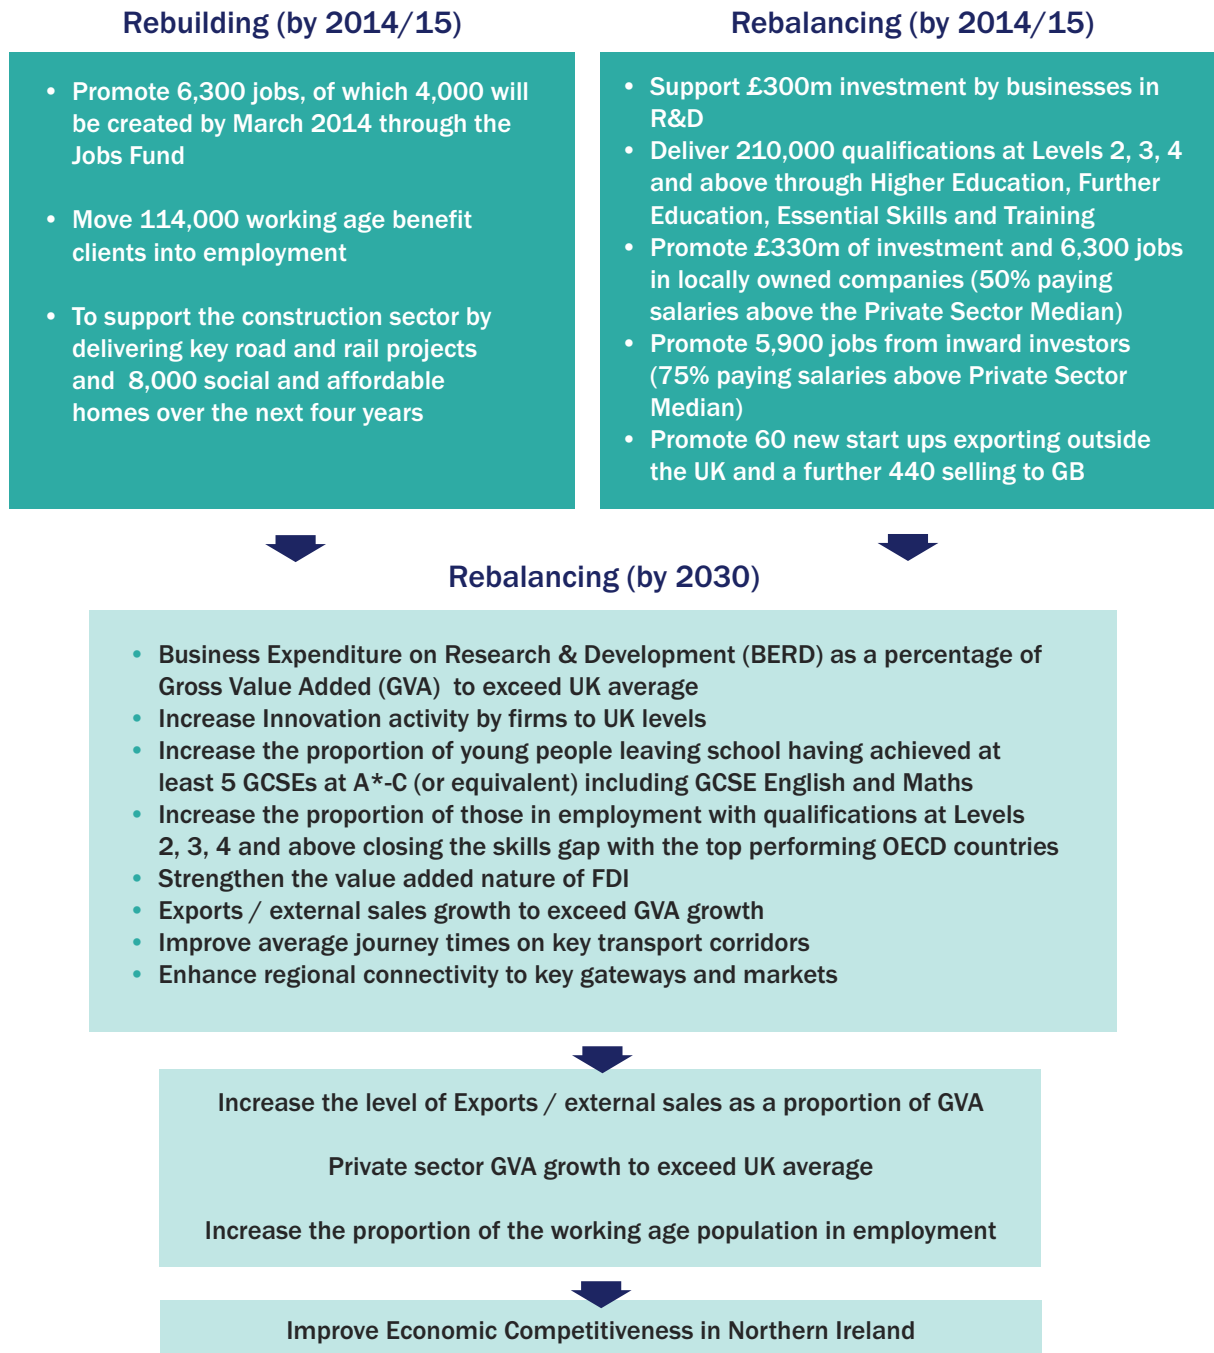 Rebuilding (by 2014/15)
• Promote 6,300 jobs, of which 4,000 will
be created by March 2014 through the
Jobs Fund
• Move 114,000 working age benefit
clients into employment
• To support the construction sector by
delivering key road and rail projects
and 8,000 social and affordable
homes over the next four years
Rebalancing (by 2014/15)
• Support £300m investment by businesses in
R&D
• Deliver 210,000 qualifications at Levels 2, 3, 4
and above through Higher Education, Further
Education, Essential Skills and Training
• Promote £330m of investment and 6,300 jobs
in locally owned companies (50% paying
salaries above the Private Sector Median)
• Promote 5,900 jobs from inward investors
(75% paying salaries above Private Sector
Median)
• Promote 60 new start ups exporting outside
the UK and a further 440 selling to GB
Rebalancing (by 2030)
• Business Expenditure on Research & Development (BERD) as a percentage of
Gross Value Added (GVA) to exceed UK average
• Increase Innovation activity by firms to UK levels
• Increase the proportion of young people leaving school having achieved at
least 5 GCSEs at A*-C (or equivalent) including GCSE English and Maths
• Increase the proportion of those in employment with qualifications at Levels
2, 3, 4 and above closing the skills gap with the top performing OECD countries
• Strengthen the value added nature of FDI
• Exports / external sales growth to exceed GVA growth
• Improve average journey times on key transport corridors
• Enhance regional connectivity to key gateways and markets
Increase the level of Exports / external sales as a proportion of GVA
Private sector GVA growth to exceed UK average
Increase the proportion of the working age population in employment
Improve Economic Competitiveness in Northern Ireland